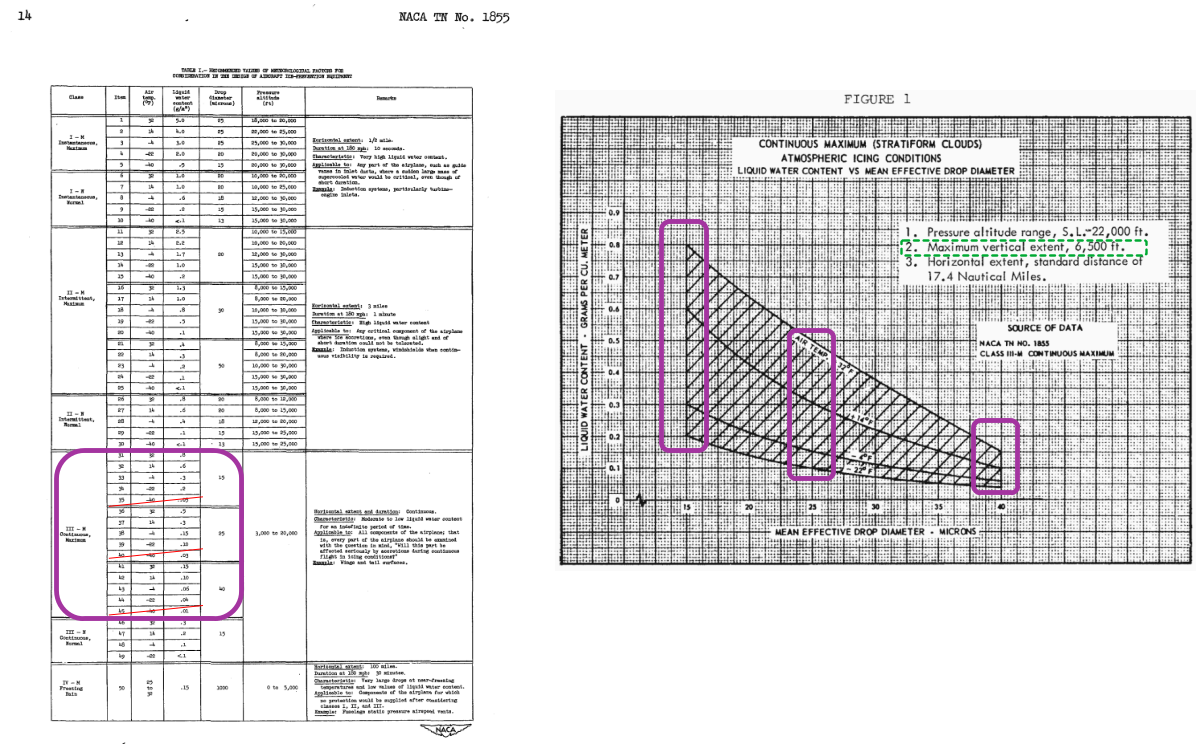 14
NACA TN No. 1855
TABLE I.- RECOMMENDED VALUES OF METEOROLOGICAL FACTORS FOR
CONSIDERATION IN THE DESIGN OF AIRCRAFT ICE-PREVENTION EQUIPMENT
Class Item Air temp. (°F) Liquid water content (g/m³) Drop diameter (microns) Pressure altitude (ft) Remarks
I - M
Instantaneous,
Maximum
1 32 5.0 25 18,000 to 20,000
2 14 4.0 25 22,000 to 25,000
3 -4 3.0 25 25,000 to 30,000
4 -22 2.0 20 20,000 to 30,000
5 -40 .5 15 20,000 to 30,000
Horizontal extent: 1/2 mile.
Duration at 180 mph: 10 seconds.
Characteristic: Very high liquid water content.
Applicable to: Any part of the airplane, such as guide
vanes in inlet ducts, where a sudden large mass of
supercooled water would be critical, even though of
short duration.
Example: Induction systems, particularly turbine-
engine inlets.
I - N
Instantaneous,
Normal
6 32 1.0 20 10,000 to 20,000
7 14 1.0 20 10,000 to 25,000
8 -4 .6 18 12,000 to 30,000
9 -22 .2 15 15,000 to 30,000
10 -40 <.1 13 15,000 to 30,000
II - M
Intermittent,
Maximum
11 32 2.5 10,000 to 15,000
12 14 2.2 10,000 to 20,000
13 -4 1.7 20 12,000 to 30,000
14 -22 1.0 15,000 to 30,000
15 -40 .2 15,000 to 30,000
16 32 1.3 8,000 to 15,000
17 14 1.0 8,000 to 20,000
18 -4 .8 30 10,000 to 30,000
19 -22 .5 15,000 to 30,000
20 -40 .1 15,000 to 30,000
21 32 .4 8,000 to 15,000
22 14 .3 8,000 to 20,000
23 -4 .2 50 10,000 to 30,000
24 -22 .1 15,000 to 30,000
25 -40 <.1 15,000 to 30,000
Horizontal extent: 3 miles
Duration at 180 mph: 1 minute
Characteristic: High liquid water content
Applicable to: Any critical component of the airplane
where ice accretions, even though slight and of
short duration could not be tolerated.
Example: Induction systems, windshields when contin-
uous visibility is required.
II - N
Intermittent,
Normal
26 32 .8 20 8,000 to 12,000
27 14 .6 20 8,000 to 15,000
28 -4 .4 18 12,000 to 20,000
29 -22 .1 15 15,000 to 25,000
30 -40 <.1 13 15,000 to 25,000
III - M
Continuous,
Maximum
31 32 .8
32 14 .6
33 -4 .3 15
34 -22 .2
35 -40 .05
36 32 .5
37 14 .3
38 -4 .15 25 3,000 to 20,000
39 -22 .10
40 -40 .03
41 32 .15
42 14 .10
43 -4 .06 40
44 -22 .04
45 -40 .01
Horizontal extent and duration: Continuous.
Characteristic: Moderate to low liquid water content
for an indefinite period of time.
Applicable to: All components of the airplane; that
is, every part of the airplane should be examined
with the question in mind, "Will this part be
affected seriously by accretions during continuous
flight in icing conditions?"
Example: Wings and tail surfaces.
III - N
Continuous,
Normal
46 32 .3
47 14 .2 15
48 -4 .1
49 -22 <.1
IV - M
Freezing
Rain
50 25 to 32 .15 1000 0 to 5,000
Horizontal extent: 100 miles.
Duration at 180 mph: 30 minutes.
Characteristic: Very large drops at near-freezing
temperatures and low values of liquid water content.
Applicable to: Components of the airplane for which
no protection would be supplied after considering
classes I, II, and III.
Example: Fuselage static pressure airspeed vents.
NACA
FIGURE 1
CONTINUOUS MAXIMUM (STRATIFORM CLOUDS)
ATMOSPHERIC ICING CONDITIONS
LIQUID WATER CONTENT VS MEAN EFFECTIVE DROP DIAMETER
1. Pressure altitude range, S.L.-22,000 ft.
2. Maximum vertical extent, 6,500 ft.
3. Horizontal extent, standard distance of
17.4 Nautical Miles.
SOURCE OF DATA
NACA TN NO. 1855
CLASS III-M CONTINUOUS MAXIMUM
LIQUID WATER CONTENT - GRAMS PER CU. METER
0.9
0.8
0.7
0.6
0.5
0.4
0.3
0.2
0.1
0
AIR TEMP. 32°F
+ 14°F
- 4°F
- 22°F
15 20 25 30 35 40
MEAN EFFECTIVE DROP DIAMETER - MICRONS